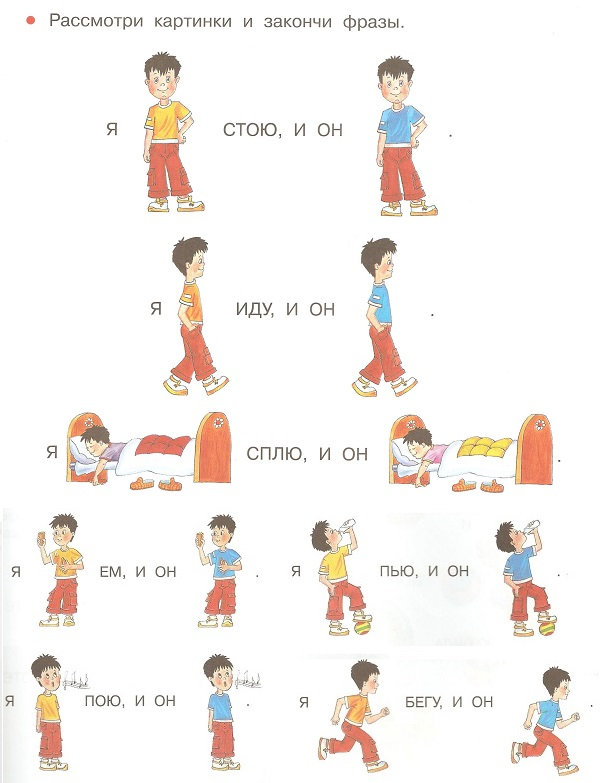 • Рассмотри картинки и закончи фразы.
Я СТОЮ, И ОН .
Я ИДУ, И ОН .
Я СПЛЮ, И ОН .
Я ЕМ, И ОН . Я ПЬЮ, И ОН .
Я ПОЮ, И ОН . Я БЕГУ, И ОН .